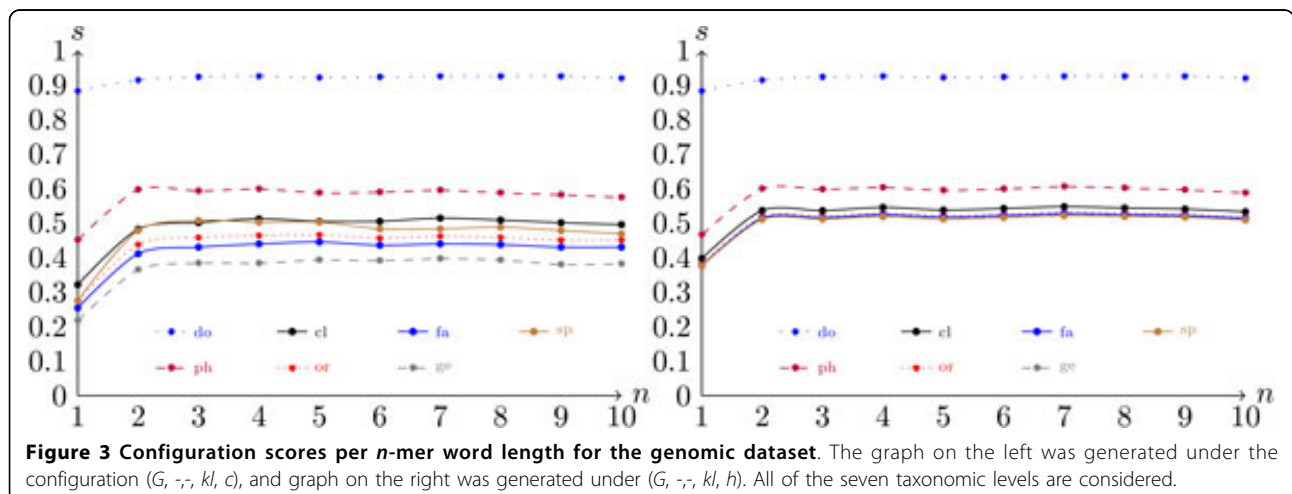 s
1
0.9
0.8
0.7
0.6
0.5
0.4
0.3
0.2
0.1
0
do
cl
fa
sp
ph
or
ge
1 2 3 4 5 6 7 8 9 10
n
s
1
0.9
0.8
0.7
0.6
0.5
0.4
0.3
0.2
0.1
0
do
cl
fa
sp
ph
or
ge
1 2 3 4 5 6 7 8 9 10
n
Figure 3 Configuration scores per n-mer word length for the genomic dataset. The graph on the left was generated under the
configuration (G, -,-, kl, c), and graph on the right was generated under (G, -,-, kl, h). All of the seven taxonomic levels are considered.